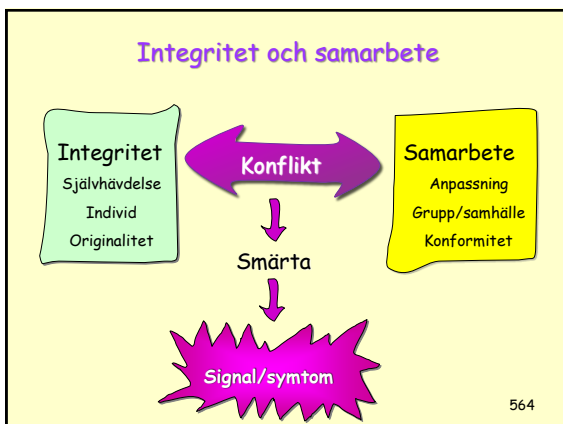 Integritet och samarbete
Integritet
Självhävdelse
Individ
Originalitet
Konflikt
Samarbete
Anpassning
Grupp/samhälle
Konformitet
Smärta
Signal/symtom
564